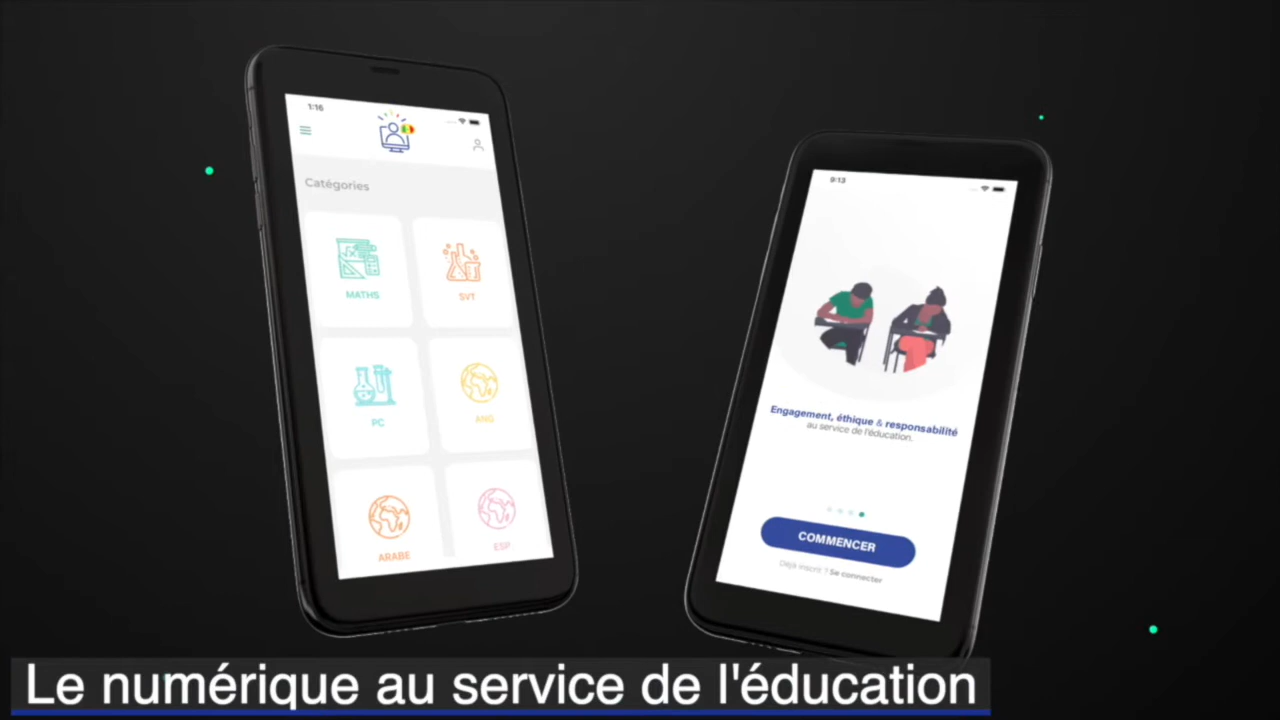 1:16
Catégories
MATHS
SVT
PC
ANG
ARABE
ESP
9:13
Engagement, éthique & responsabilité
au service de l'éducation.
COMMENCER
Déjà inscrit ? Se connecter
Le numérique au service de l'éducation